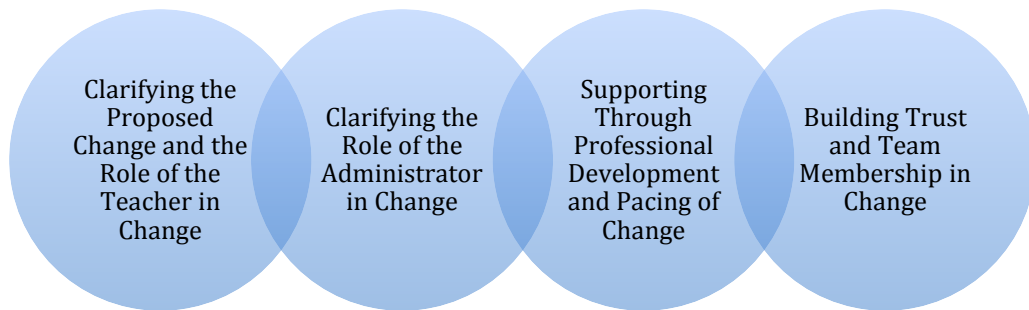 Clarifying the
Proposed
Change and the
Role of the
Teacher in
Change
Clarifying the
Role of the
Administrator
in Change
Supporting
Through
Professional
Development
and Pacing of
Change
Building Trust
and Team
Membership in
Change